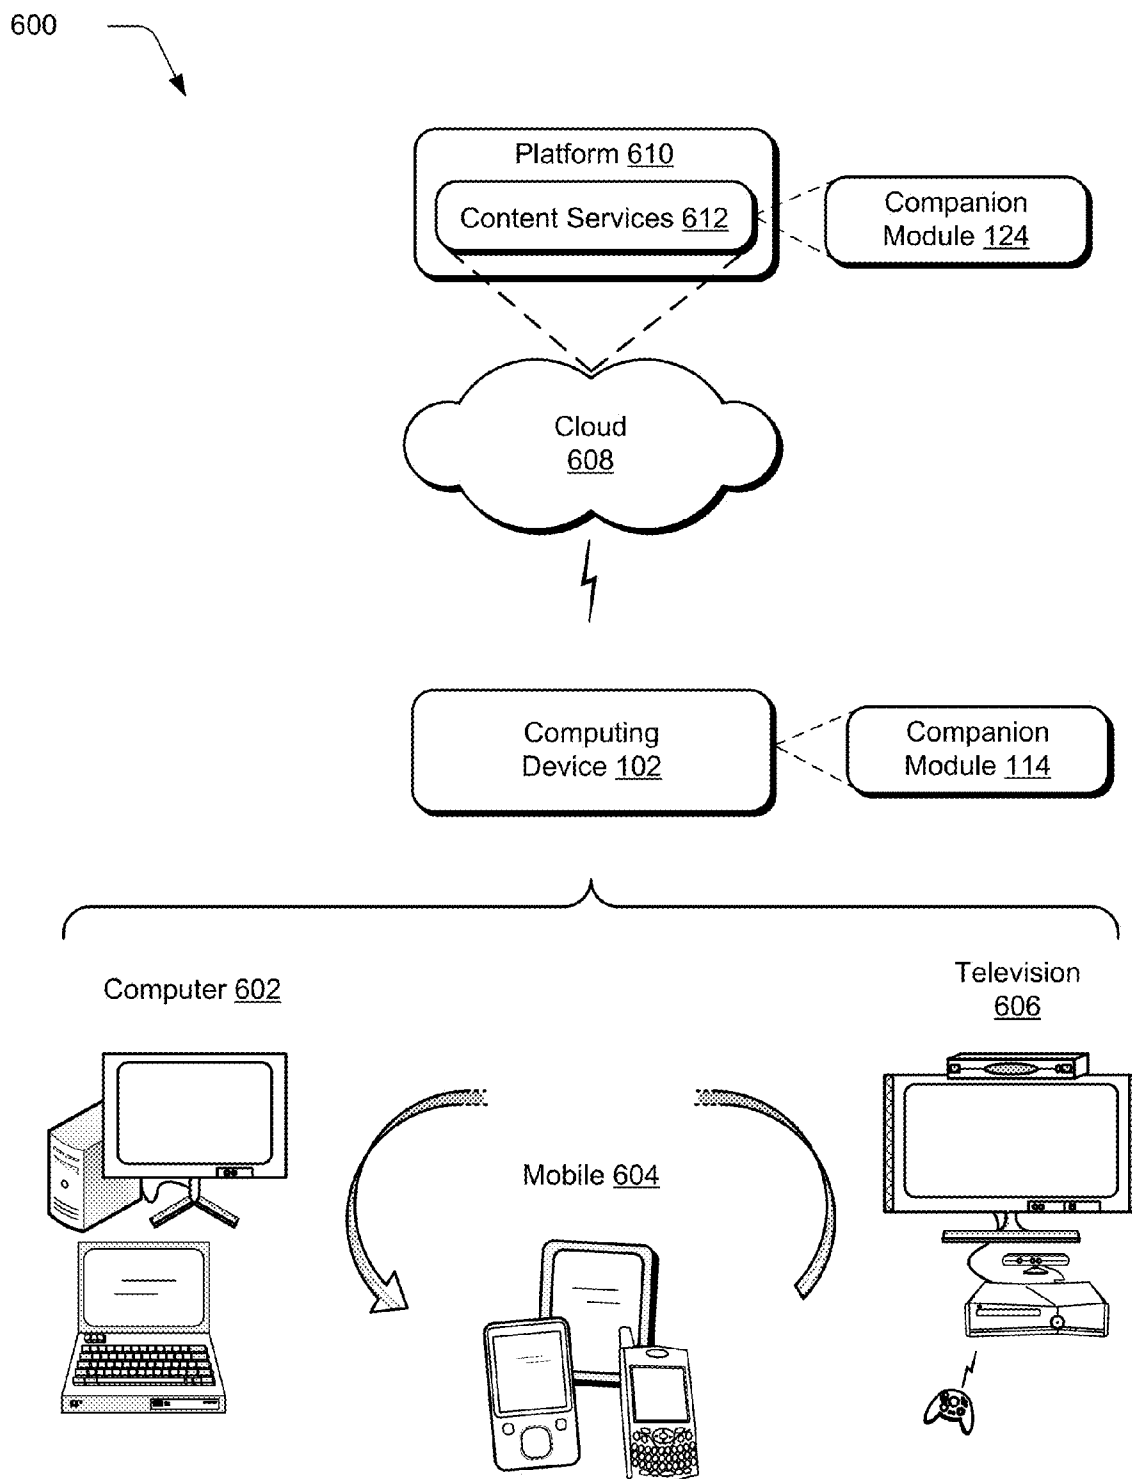 600
Platform 610
Content Services 612
Companion
Module 124
Cloud
608
Computing
Device 102
Companion
Module 114
Computer 602
Television
606
Mobile 604